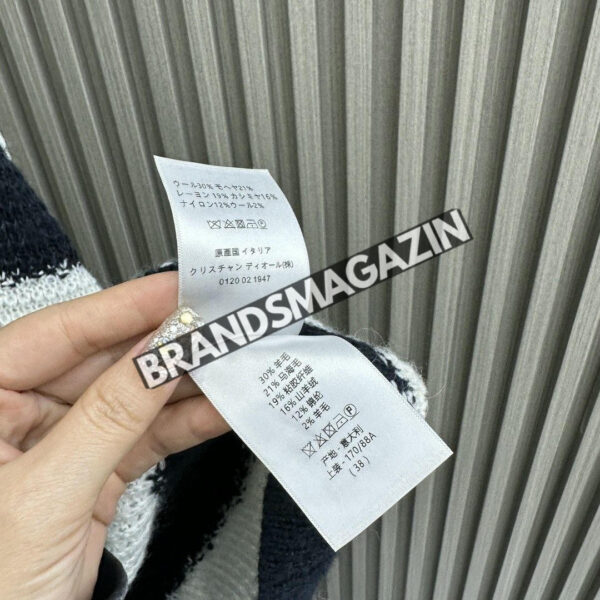 ウール30% モヘヤ21%
レーヨン 19% カシミヤ16%
ナイロン12%ウール2%
原産国 イタリア
クリスチャン ディオール(株)
0120 02 1947
BRANDSMAGAZIN
30% 羊毛
21% 马海毛
19% 粘胶纤维
16% 山羊绒
12% 锦纶
2% 羊毛
产地 - 意大利
上装 - 170/88A
(38)